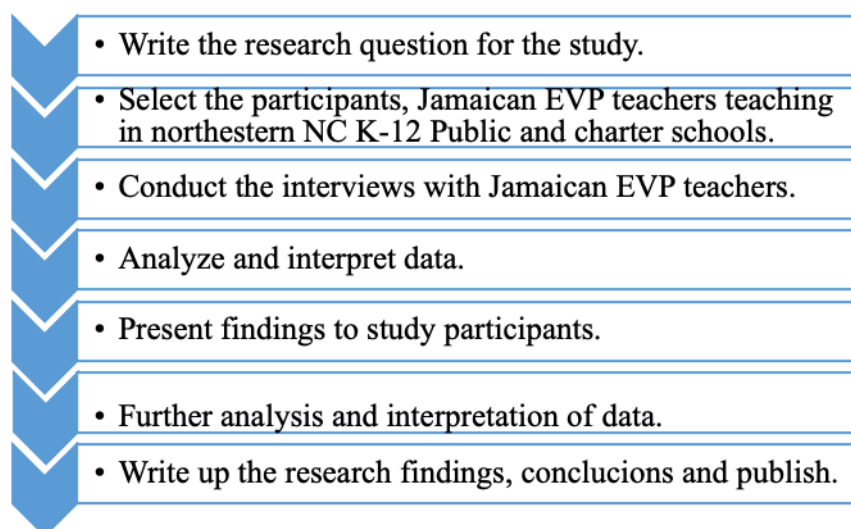 • Write the research question for the study.
• Select the participants, Jamaican EVP teachers teaching
in northestern NC K-12 Public and charter schools.
• Conduct the interviews with Jamaican EVP teachers.
• Analyze and interpret data.
• Present findings to study participants.
• Further analysis and interpretation of data.
• Write up the research findings, conclucions and publish.